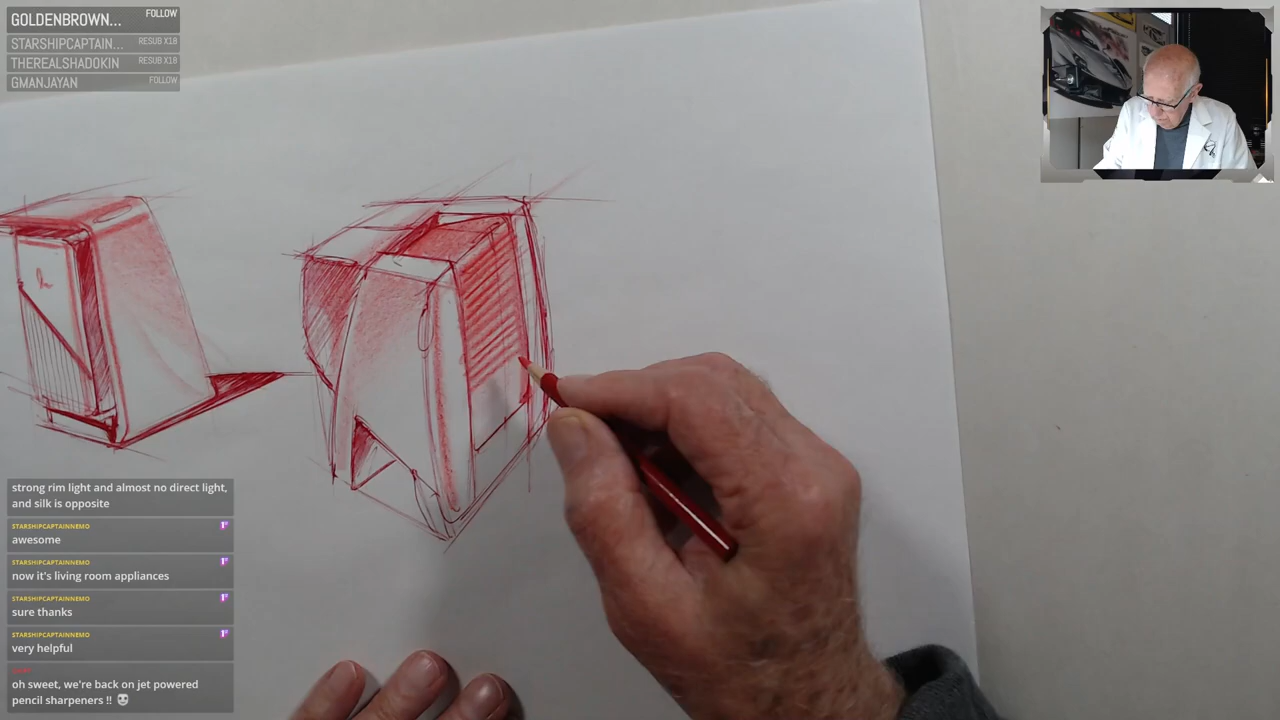 GOLDENBROWN... FOLLOW
STARSHIPCAPTAIN... RESUB X18
THEREALSHADOKIN RESUB X18
GMANJAYAN FOLLOW
strong rim light and almost no direct light,
and silk is opposite
STARSHIPCAPTAINNEMO
awesome
STARSHIPCAPTAINNEMO
now it's living room appliances
STARSHIPCAPTAINNEMO
sure thanks
STARSHIPCAPTAINNEMO
very helpful
oh sweet, we're back on jet powered
pencil sharpeners !! 💀